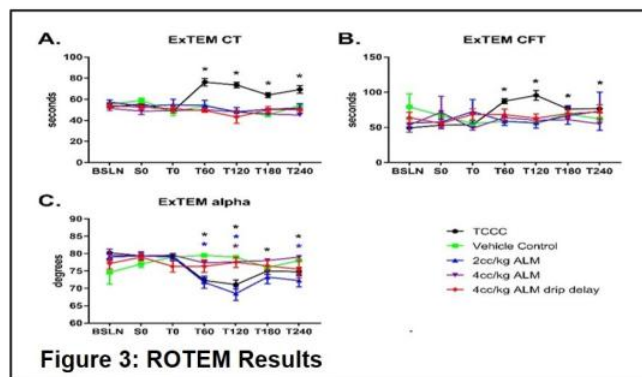 A.
ExTEM CT
seconds
100
80
60
40
20
0
BSLN S0 T0 T60 T120 T180 T240
* * * *
B.
ExTEM CFT
seconds
150
100
50
0
BSLN S0 T0 T60 T120 T180 T240
* * * *
C.
ExTEM alpha
degrees
90
85
80
75
70
65
60
BSLN S0 T0 T60 T120 T180 T240
* * * *
* * *
*
TCCC
Vehicle Control
2cc/kg ALM
4cc/kg ALM
4cc/kg ALM drip delay
Figure 3: ROTEM Results